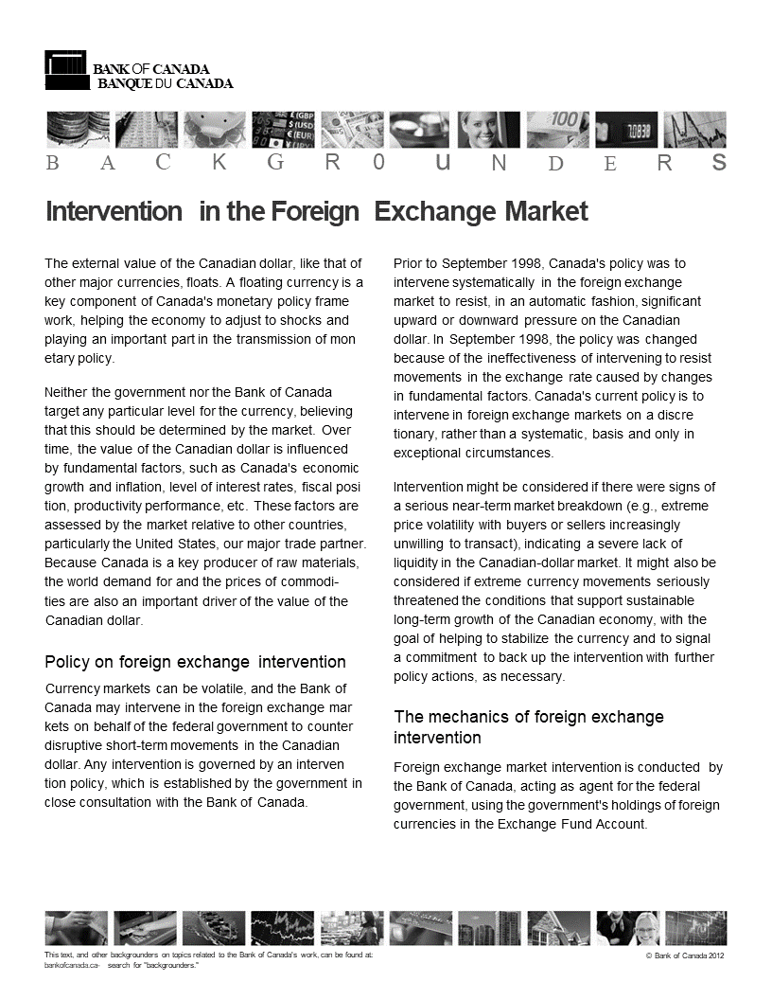 BANK OF CANADA
BANQUE DU CANADA
£ (GBP
$ (USD
€ (EUR
¥ (JPY)
100
7.0838
Inflation
B A C K G R O u N D E R s
Intervention in the Foreign Exchange Market
The external value of the Canadian dollar, like that of
other major currencies, floats. A floating currency is a
key component of Canada's monetary policy frame
work, helping the economy to adjust to shocks and
playing an important part in the transmission of mon
etary policy.
Neither the government nor the Bank of Canada
target any particular level for the currency, believing
that this should be determined by the market. Over
time, the value of the Canadian dollar is influenced
by fundamental factors, such as Canada's economic
growth and inflation, level of interest rates, fiscal posi
tion, productivity performance, etc. These factors are
assessed by the market relative to other countries,
particularly the United States, our major trade partner.
Because Canada is a key producer of raw materials,
the world demand for and the prices of commodi-
ties are also an important driver of the value of the
Canadian dollar.
Policy on foreign exchange intervention
Currency markets can be volatile, and the Bank of
Canada may intervene in the foreign exchange mar
kets on behalf of the federal government to counter
disruptive short-term movements in the Canadian
dollar. Any intervention is governed by an interven
tion policy, which is established by the government in
close consultation with the Bank of Canada.
Prior to September 1998, Canada's policy was to
intervene systematically in the foreign exchange
market to resist, in an automatic fashion, significant
upward or downward pressure on the Canadian
dollar. In September 1998, the policy was changed
because of the ineffectiveness of intervening to resist
movements in the exchange rate caused by changes
in fundamental factors. Canada's current policy is to
intervene in foreign exchange markets on a discre
tionary, rather than a systematic, basis and only in
exceptional circumstances.
Intervention might be considered if there were signs of
a serious near-term market breakdown (e.g., extreme
price volatility with buyers or sellers increasingly
unwilling to transact), indicating a severe lack of
liquidity in the Canadian-dollar market. It might also be
considered if extreme currency movements seriously
threatened the conditions that support sustainable
long-term growth of the Canadian economy, with the
goal of helping to stabilize the currency and to signal
a commitment to back up the intervention with further
policy actions, as necessary.
The mechanics of foreign exchange
intervention
Foreign exchange market intervention is conducted by
the Bank of Canada, acting as agent for the federal
government, using the government's holdings of foreign
currencies in the Exchange Fund Account.
This text, and other backgrounders on topics related to the Bank of Canada's work, can be found at:
bankofcanada.ca- search for "backgrounders."
© Bank of Canada 2012